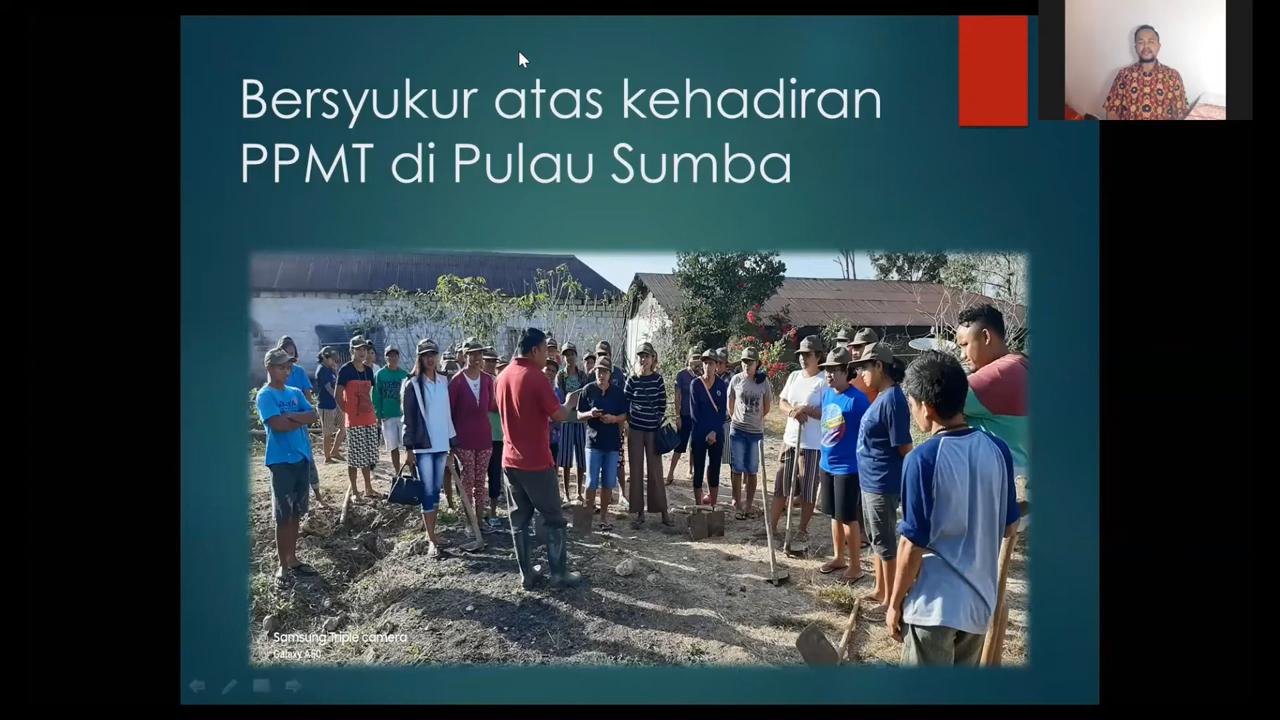 Bersyukur atas kehadiran
PPMT di Pulau Sumba
Samsung Triple camera
Galaxy A50